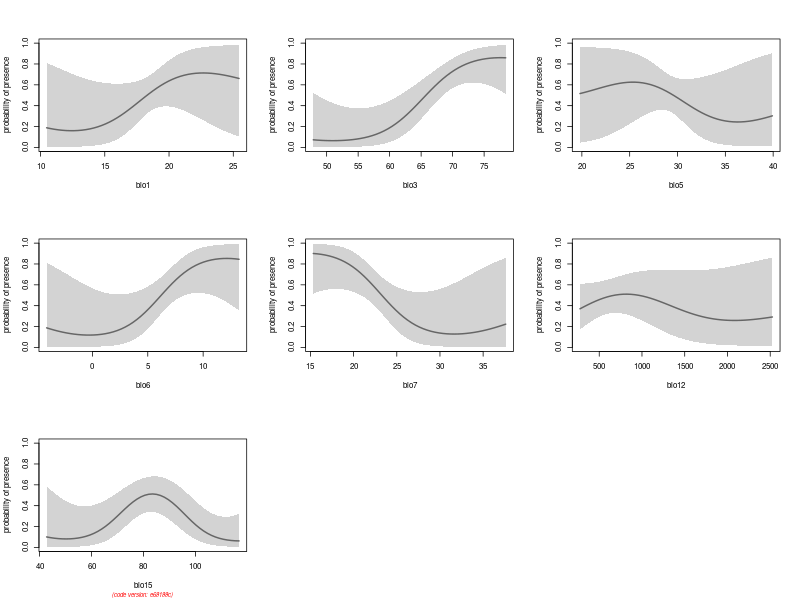 probability of presence
0.0 0.2 0.4 0.6 0.8 1.0
10 15 20 25
bio1
probability of presence
0.0 0.2 0.4 0.6 0.8 1.0
50 55 60 65 70 75
bio3
probability of presence
0.0 0.2 0.4 0.6 0.8 1.0
20 25 30 35 40
bio5
probability of presence
0.0 0.2 0.4 0.6 0.8 1.0
0 5 10
bio6
probability of presence
0.0 0.2 0.4 0.6 0.8 1.0
15 20 25 30 35
bio7
probability of presence
0.0 0.2 0.4 0.6 0.8 1.0
500 1000 1500 2000 2500
bio12
probability of presence
0.0 0.2 0.4 0.6 0.8 1.0
40 60 80 100
bio15
(code version: